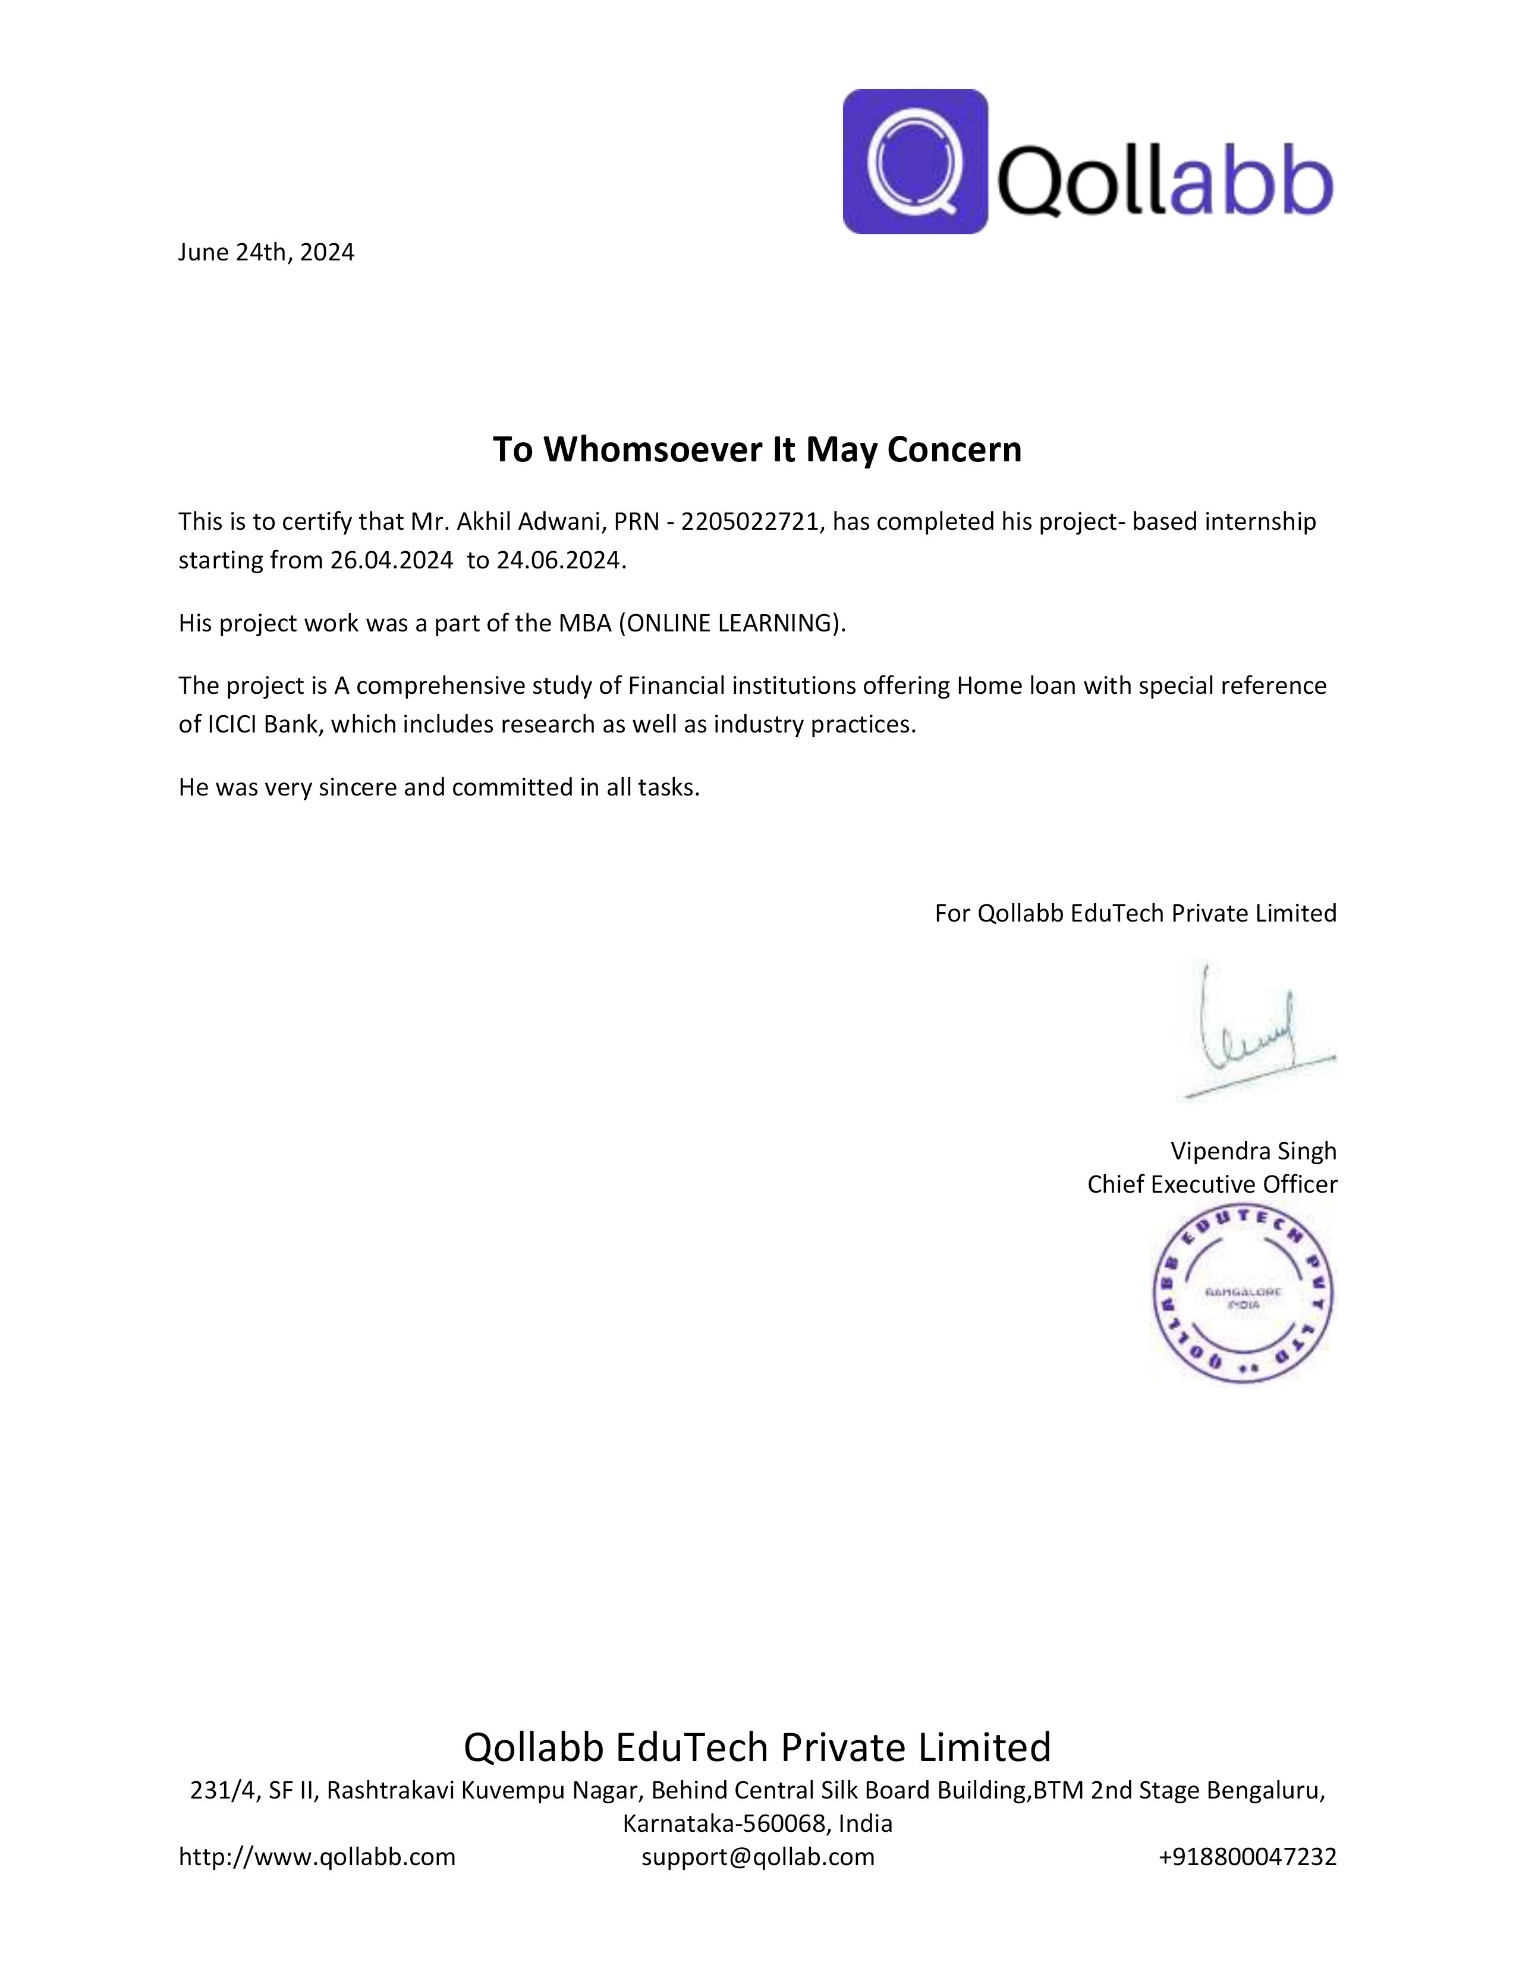 Qollabb
June 24th, 2024
To Whomsoever It May Concern
This is to certify that Mr. Akhil Adwani, PRN - 2205022721, has completed his project- based internship
starting from 26.04.2024  to 24.06.2024.
His project work was a part of the MBA (ONLINE LEARNING).
The project is A comprehensive study of Financial institutions offering Home loan with special reference
of ICICI Bank, which includes research as well as industry practices.
He was very sincere and committed in all tasks.
For Qollabb EduTech Private Limited
Vipendra Singh
Chief Executive Officer
QOLLABB EDUTECH PVT LTD
BANGALORE
INDIA
Qollabb EduTech Private Limited
231/4, SF II, Rashtrakavi Kuvempu Nagar, Behind Central Silk Board Building,BTM 2nd Stage Bengaluru,
Karnataka-560068, India
http://www.qollabb.com support@qollab.com +918800047232